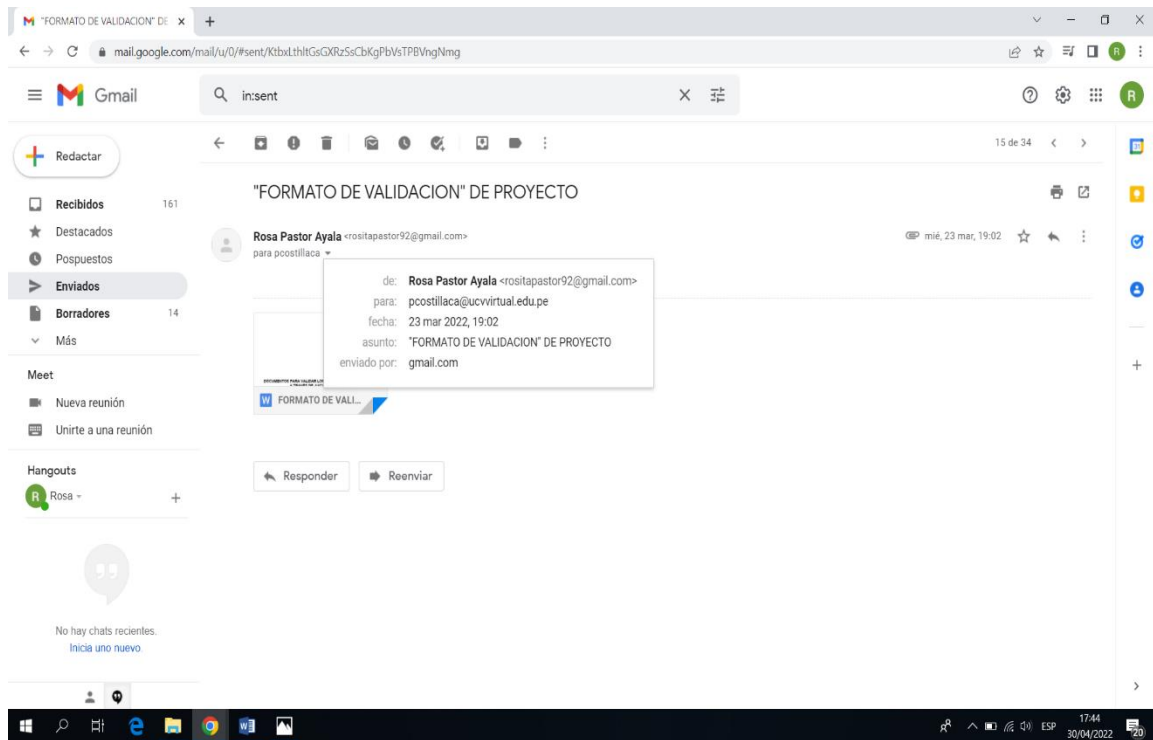 "FORMATO DE VALIDACION" DE
mail.google.com/mail/u/0/#sent/KtbxLthltGsGXRzSsCbKgPbVsTPBVngNmg
R
Gmail
in:sent
R
Redactar
15 de 34
Recibidos 161
Destacados
Pospuestos
Enviados
Borradores 14
Más
Meet
Nueva reunión
Unirte a una reunión
Hangouts
R Rosa
No hay chats recientes.
Inicia uno nuevo
"FORMATO DE VALIDACION" DE PROYECTO
Rosa Pastor Ayala <rositapastor92@gmail.com>
mié, 23 mar, 19:02
para pcostillaca
de: Rosa Pastor Ayala <rositapastor92@gmail.com>
para: pcostillaca@ucvvirtual.edu.pe
fecha: 23 mar 2022, 19:02
asunto: "FORMATO DE VALIDACION" DE PROYECTO
enviado por: gmail.com
DOCUMENTOS PARA VALIDAR LOS
W FORMATO DE VALI...
Responder
Reenviar
31
ESP
17:44
30/04/2022
20